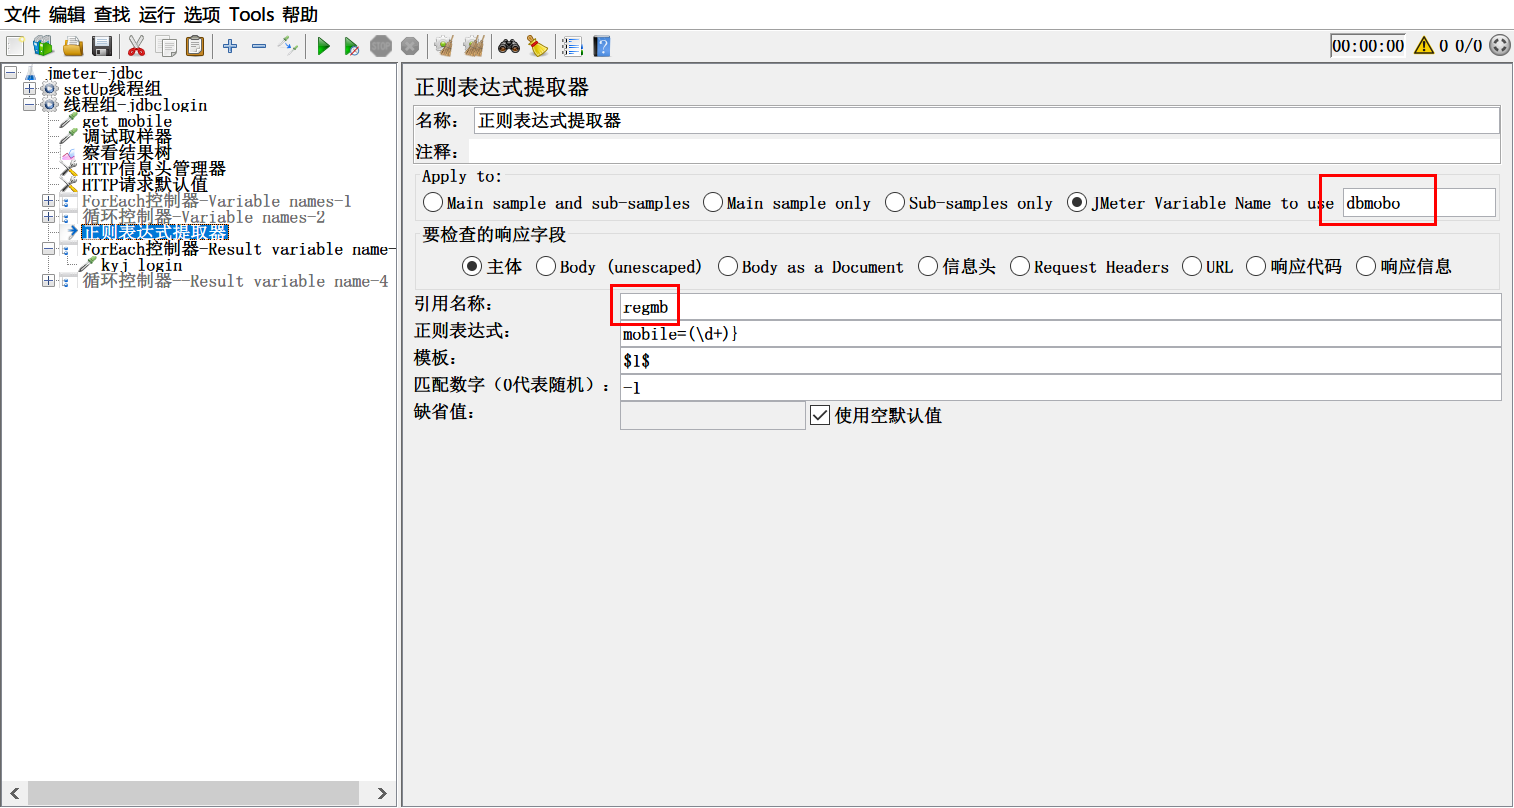 文件 编辑 查找 运行 选项 Tools 帮助
STOP 00:00:00 0 0/0
jmeter-jdbc
setUp线程组
线程组-jdbclogin
get mobile
调试取样器
察看结果树
HTTP信息头管理器
HTTP请求默认值
ForEach控制器-Variable names-1
循环控制器-Variable names-2
正则表达式提取器
ForEach控制器-Result variable name-
kyj login
循环控制器--Result variable name-4
正则表达式提取器
名称: 正则表达式提取器
注释:
Apply to:
Main sample and sub-samples Main sample only Sub-samples only JMeter Variable Name to use dbmobo
要检查的响应字段
主体 Body (unescaped) Body as a Document 信息头 Request Headers URL 响应代码 响应信息
引用名称: regmb
正则表达式: mobile=(\d+)}
模板: $1$
匹配数字（0代表随机）: -1
缺省值: 使用空默认值